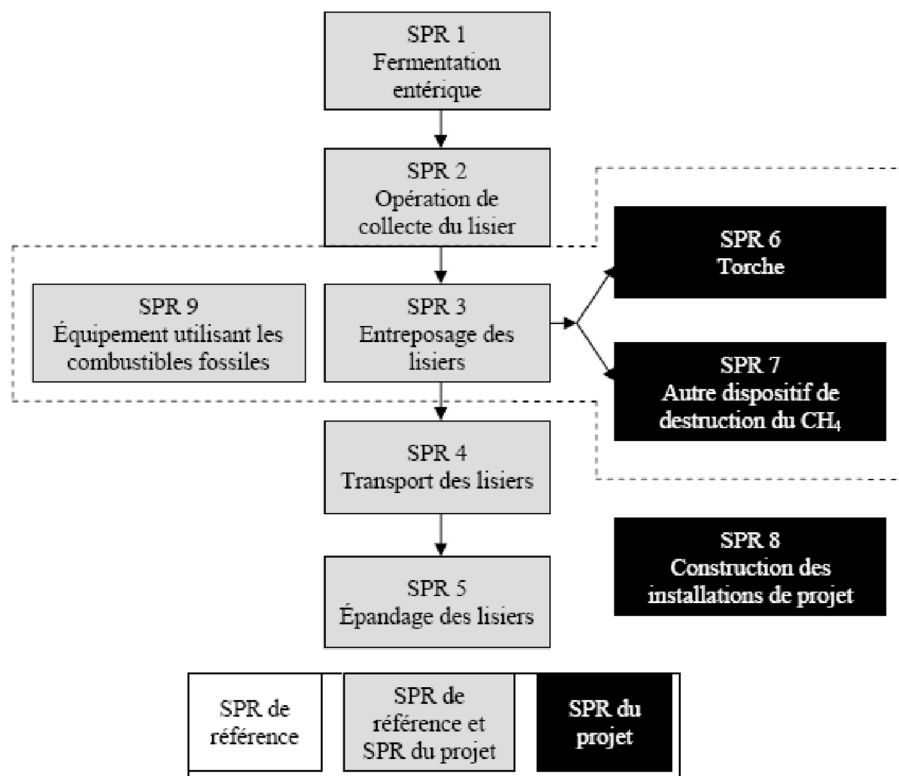 SPR 1
Fermentation
entérique
SPR 2
Opération de
collecte du lisier
SPR 6
Torche
SPR 9
Équipement utilisant les
combustibles fossiles
SPR 3
Entreposage des
lisiers
SPR 7
Autre dispositif de
destruction du CH₄
SPR 4
Transport des lisiers
SPR 8
Construction des
installations de projet
SPR 5
Épandage des lisiers
SPR de
référence
SPR de
référence et
SPR du projet
SPR du
projet